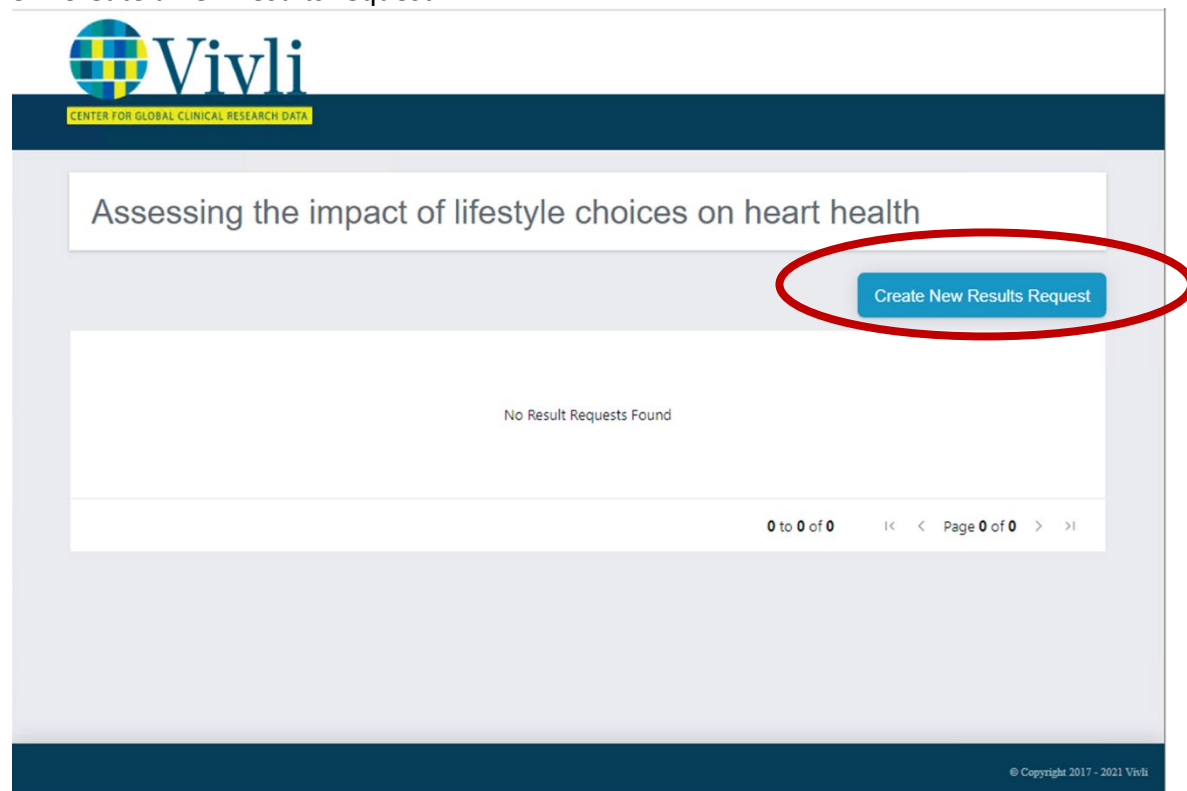 Vivli
CENTER FOR GLOBAL CLINICAL RESEARCH DATA
Assessing the impact of lifestyle choices on heart health
Create New Results Request
No Result Requests Found
0 to 0 of 0 Page 0 of 0
© Copyright 2017 - 2021 Vivli